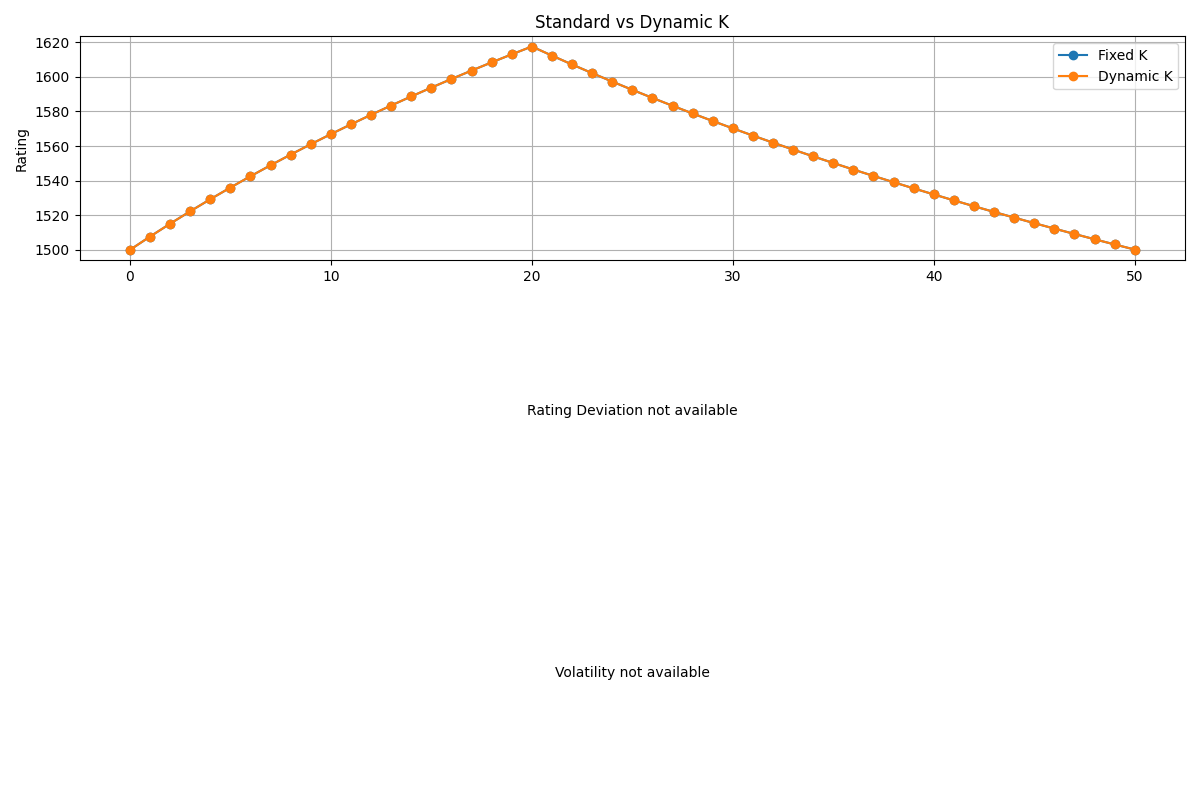 Standard vs Dynamic K
Fixed K
Dynamic K
Rating
1620
1600
1580
1560
1540
1520
1500
0 10 20 30 40 50
Rating Deviation not available
Volatility not available